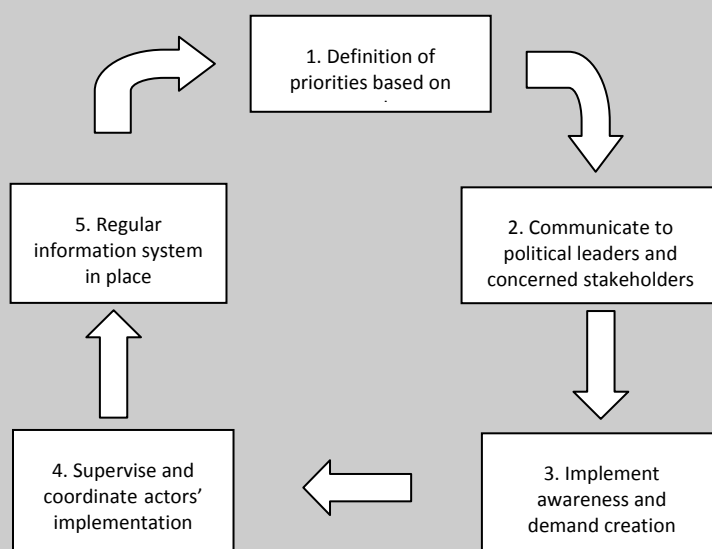 1. Definition of
priorities based on
2. Communicate to
political leaders and
concerned stakeholders
3. Implement
awareness and
demand creation
4. Supervise and
coordinate actors’
implementation
5. Regular
information system
in place